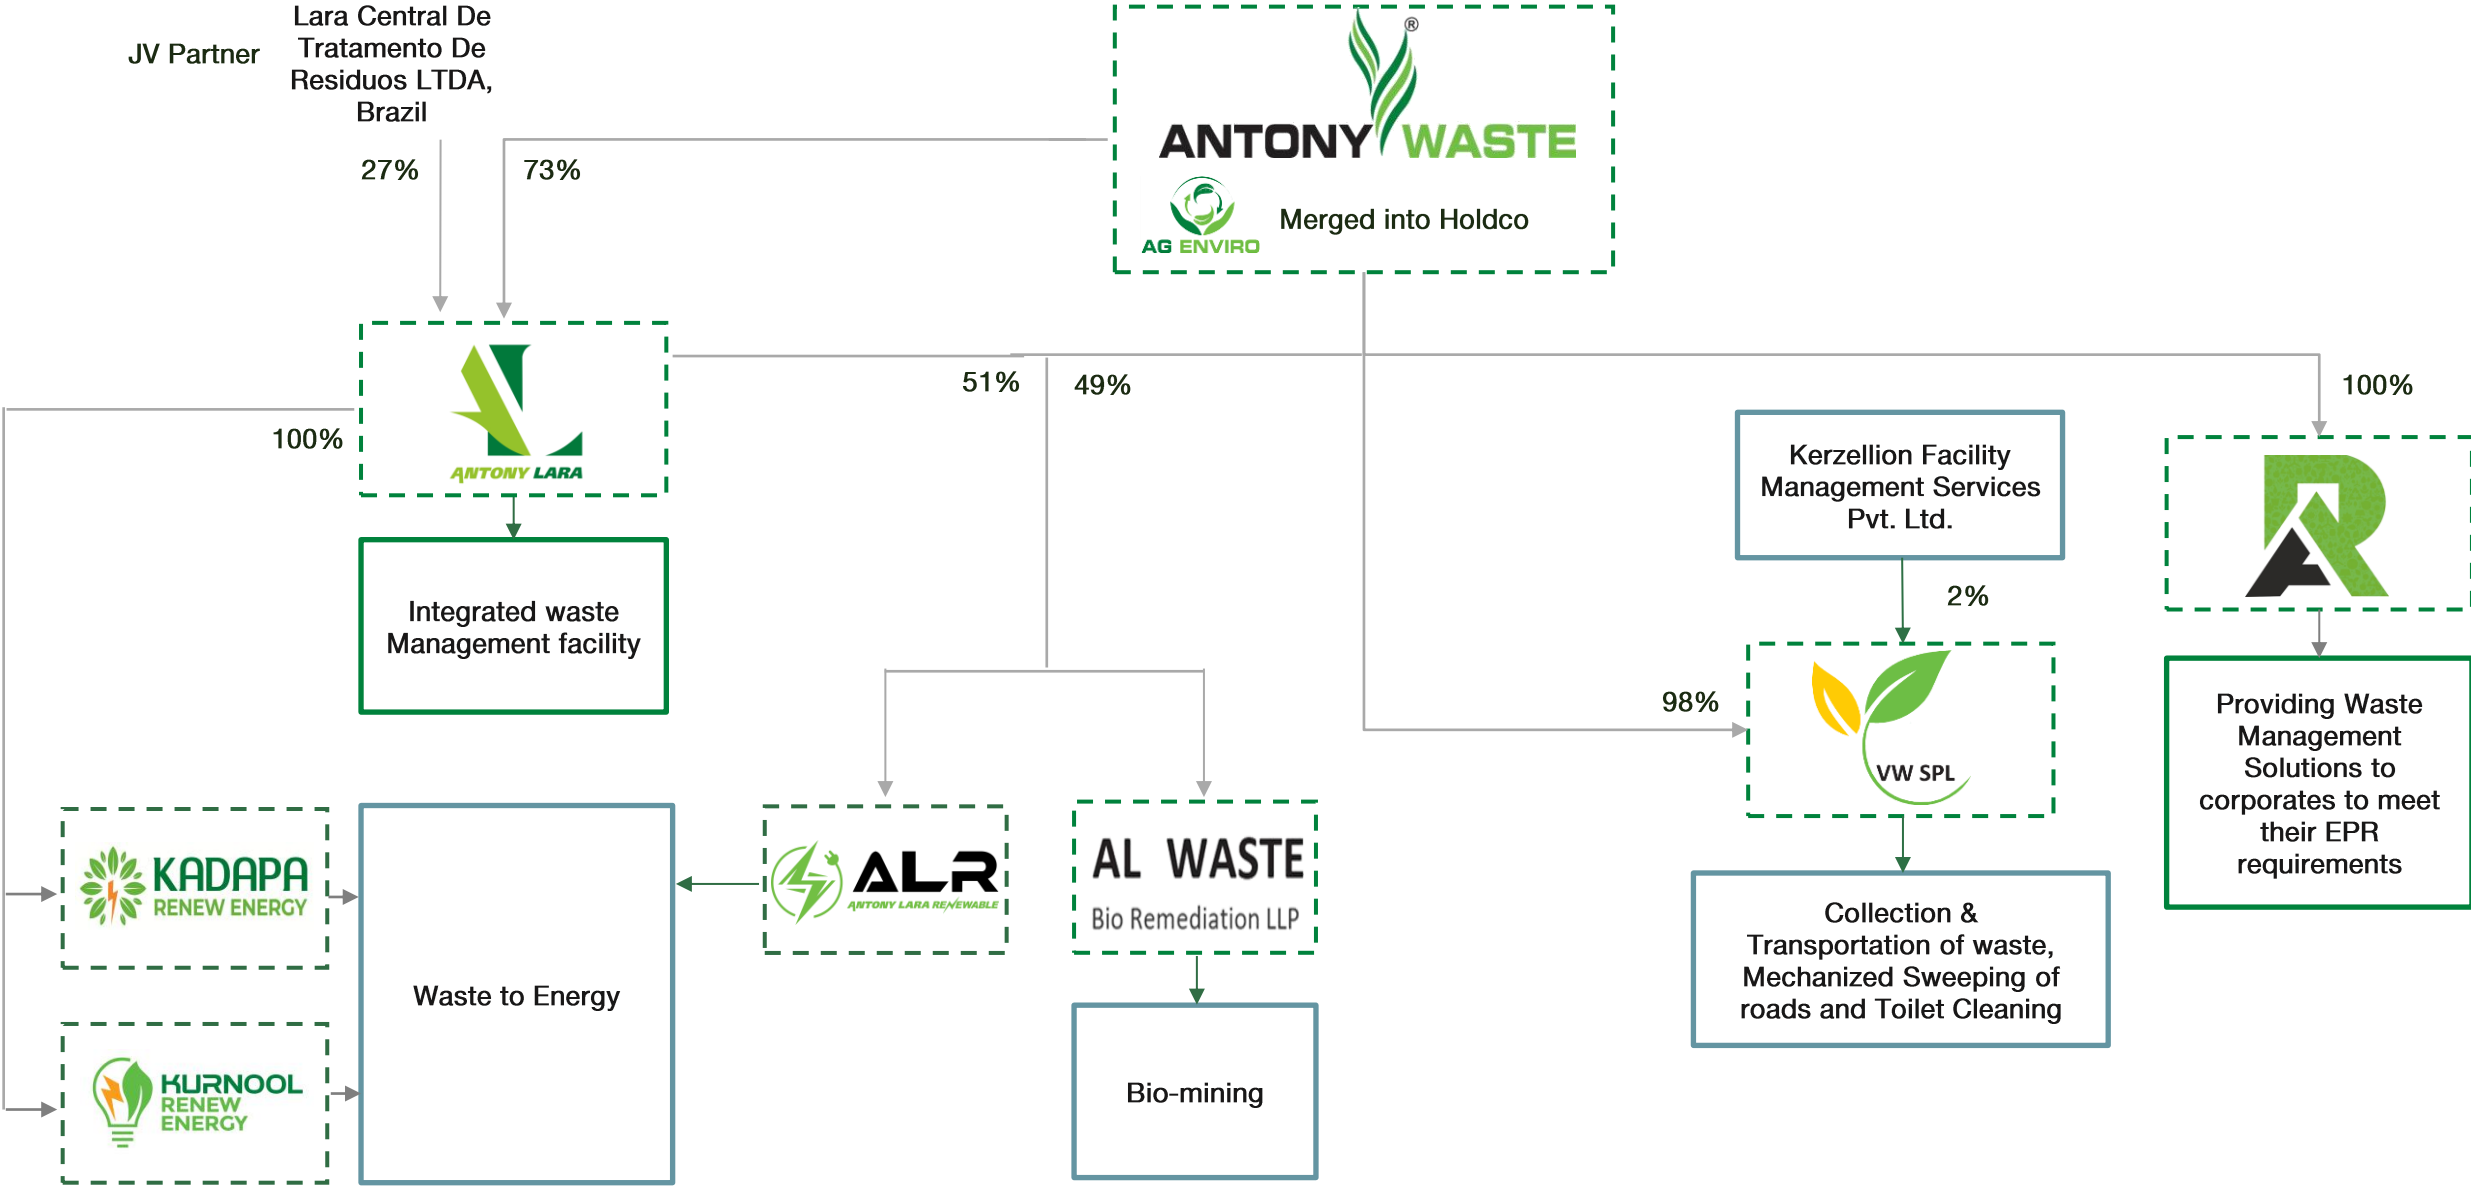 Lara Central De
Tratamento De
Residuos LTDA,
Brazil
JV Partner
®
ANTONY WASTE
AG ENVIRO
Merged into Holdco
27%
73%
ANTONY LARA
100%
51%
49%
100%
Integrated waste
Management facility
Kerzellion Facility
Management Services
Pvt. Ltd.
2%
AR
98%
VW SPL
Providing Waste
Management
Solutions to
corporates to meet
their EPR
requirements
KADAPA
RENEW ENERGY
KURNOOL
RENEW
ENERGY
Waste to Energy
ALR
ANTONY LARA RENEWABLE
AL WASTE
Bio Remediation LLP
Bio-mining
Collection &
Transportation of waste,
Mechanized Sweeping of
roads and Toilet Cleaning